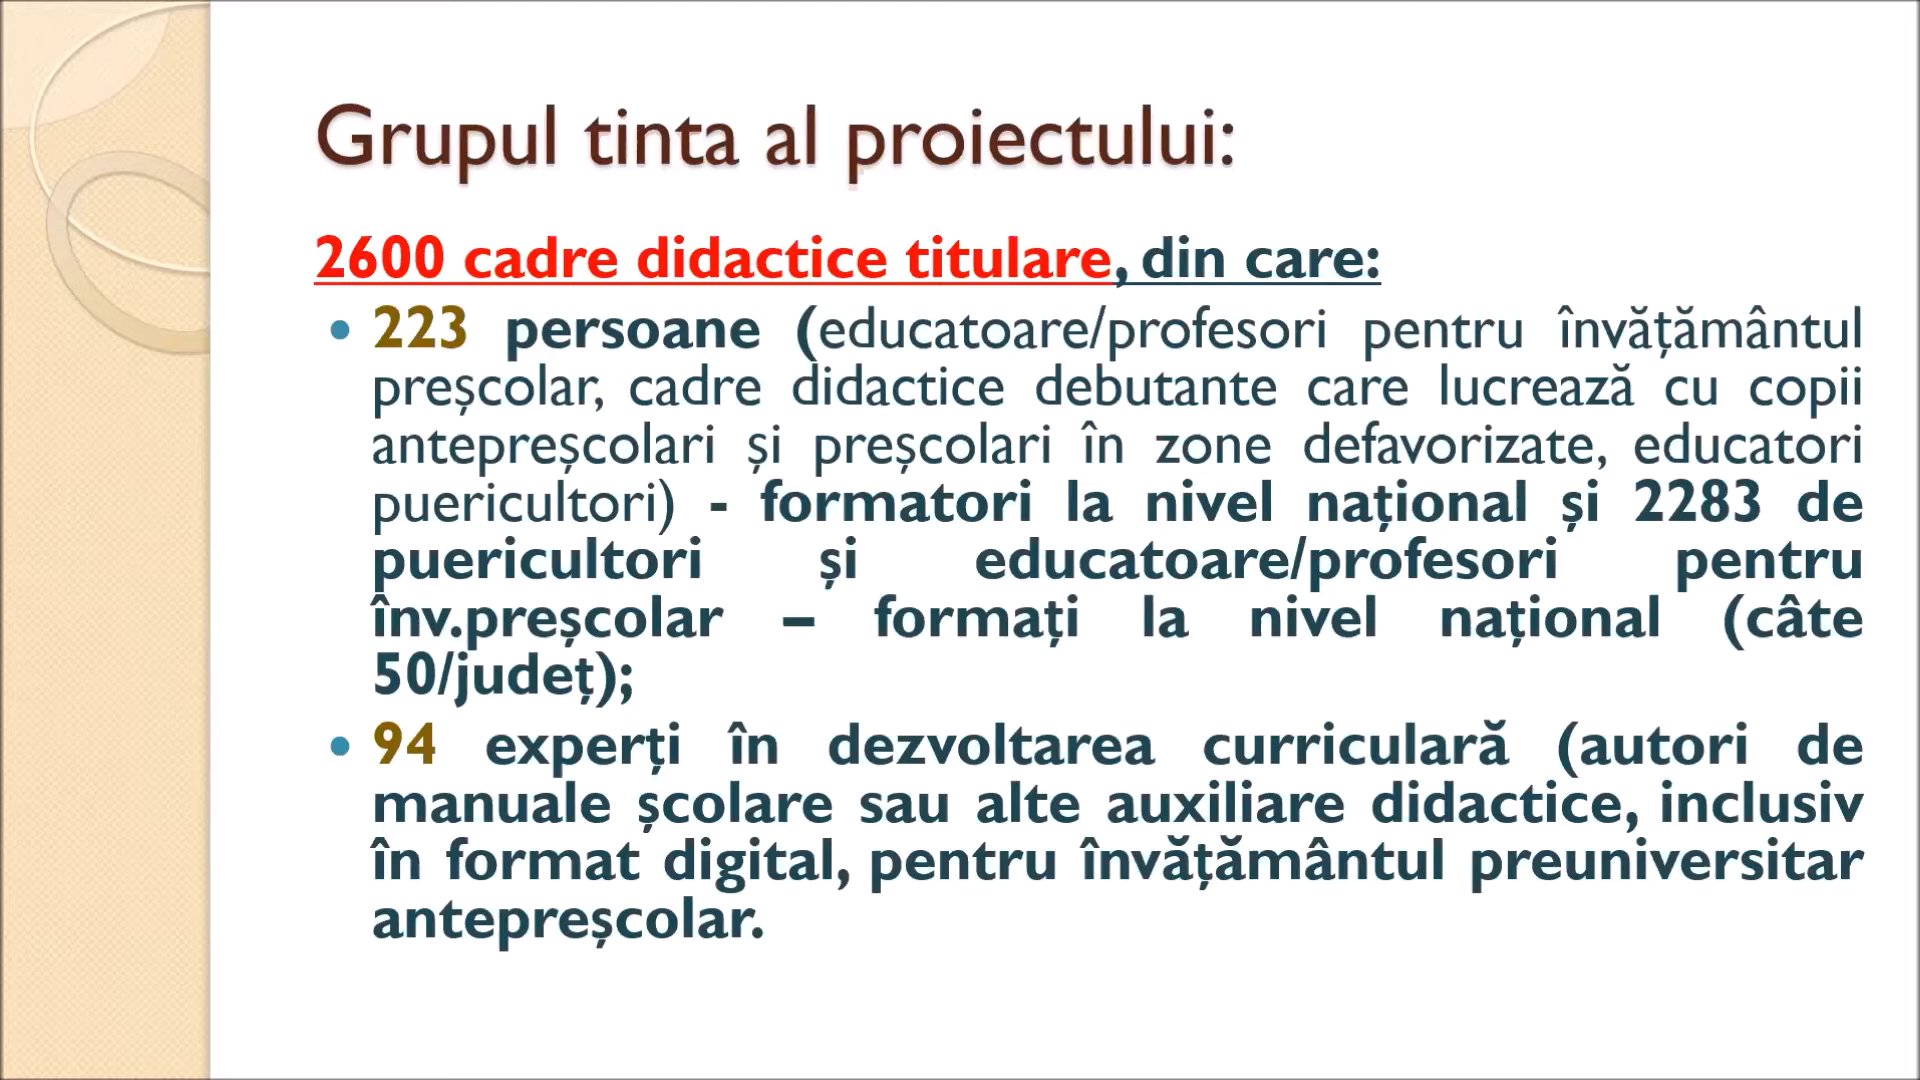 Grupul tinta al proiectului:
2600 cadre didactice titulare, din care:
• 223 persoane (educatoare/profesori pentru învățământul
preșcolar, cadre didactice debutante care lucrează cu copii
antepreșcolari și preșcolari în zone defavorizate, educatori
puericultori) - formatori la nivel național și 2283 de
puericultori și educatoare/profesori pentru
înv.preșcolar – formați la nivel național (câte
50/județ);
• 94 experți în dezvoltarea curriculară (autori de
manuale școlare sau alte auxiliare didactice, inclusiv
în format digital, pentru învățământul preuniversitar
antepreșcolar.